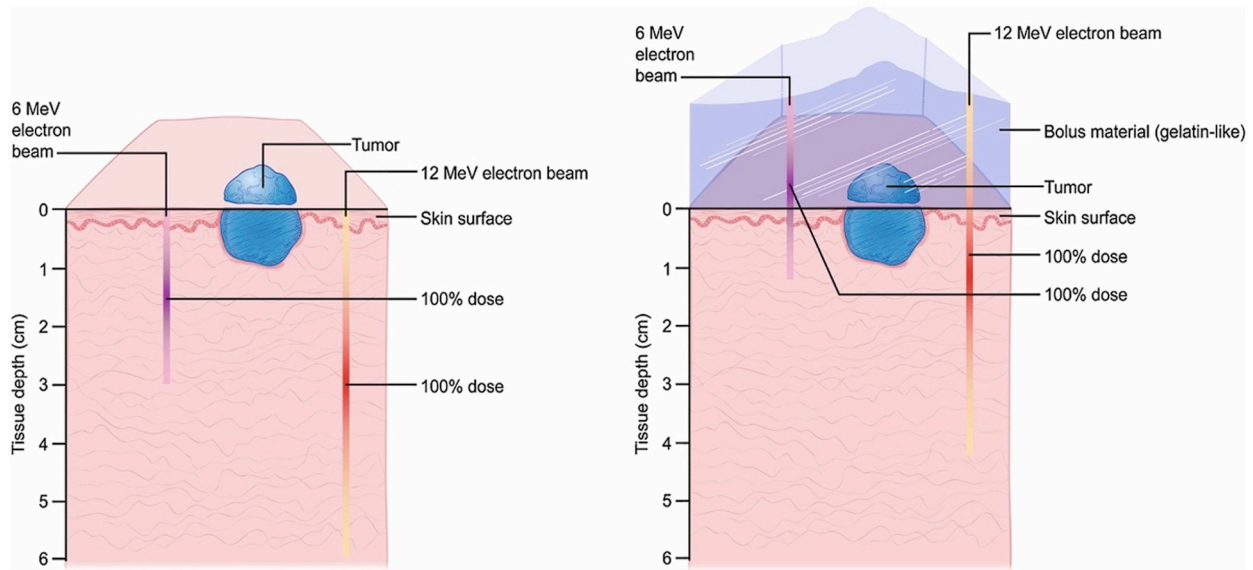 6 MeV
electron
beam
Tumor
12 MeV electron beam
Skin surface
100% dose
100% dose
Tissue depth (cm)
0
1
2
3
4
5
6
6 MeV
electron
beam
12 MeV electron beam
Bolus material (gelatin-like)
Tumor
Skin surface
100% dose
100% dose
Tissue depth (cm)
0
1
2
3
4
5
6